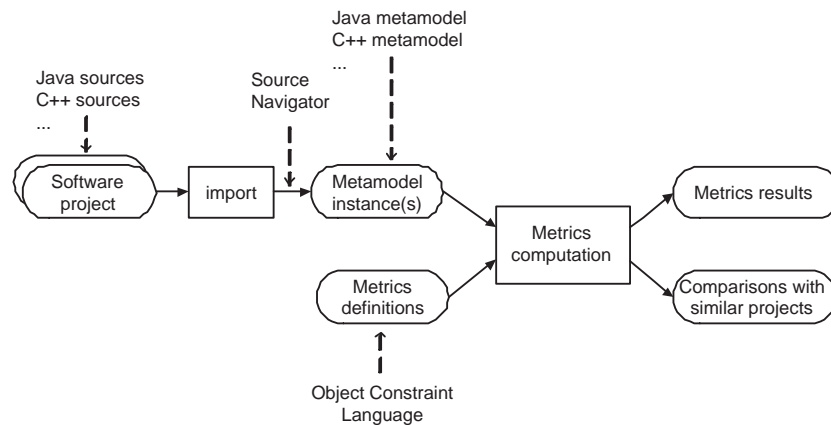 Java metamodel
C++ metamodel
...
Java sources
C++ sources
...
Source
Navigator
Software
project
import
Metamodel
instance(s)
Metrics results
Metrics
computation
Metrics
definitions
Comparisons with
similar projects
Object Constraint
Language